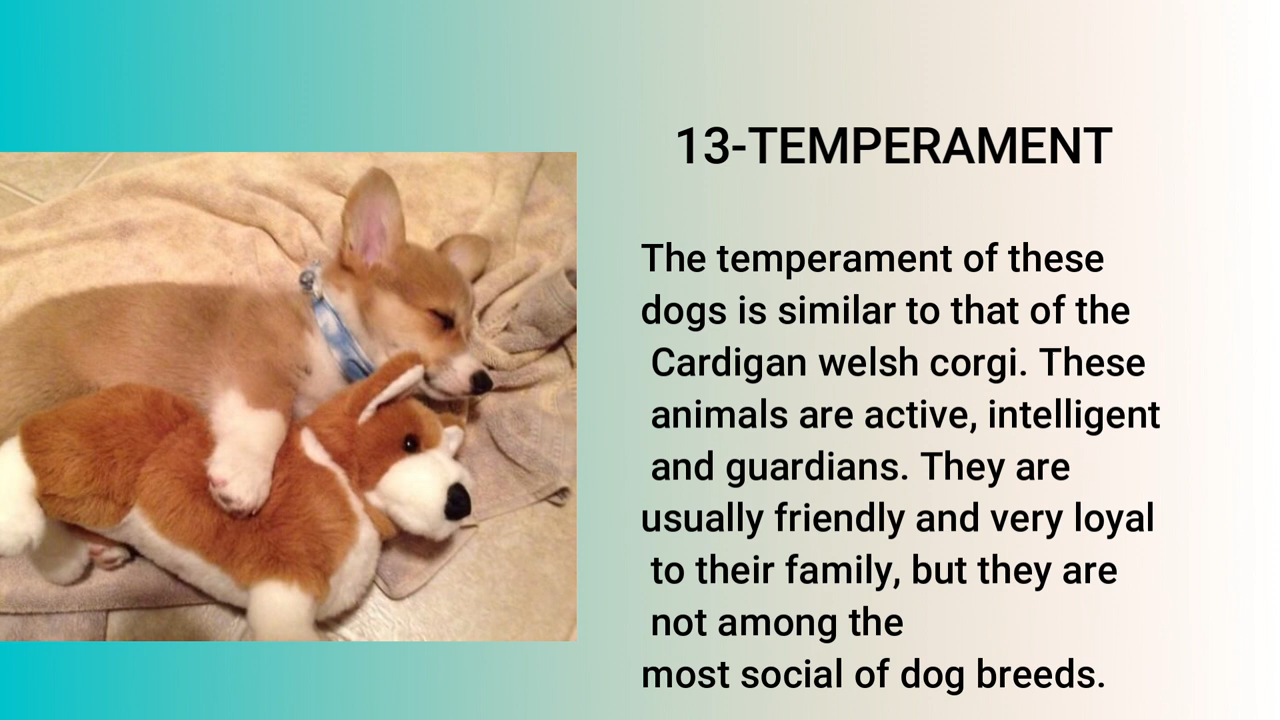 13-TEMPERAMENT
The temperament of these
dogs is similar to that of the
Cardigan welsh corgi. These
animals are active, intelligent
and guardians. They are
usually friendly and very loyal
to their family, but they are
not among the
most social of dog breeds.